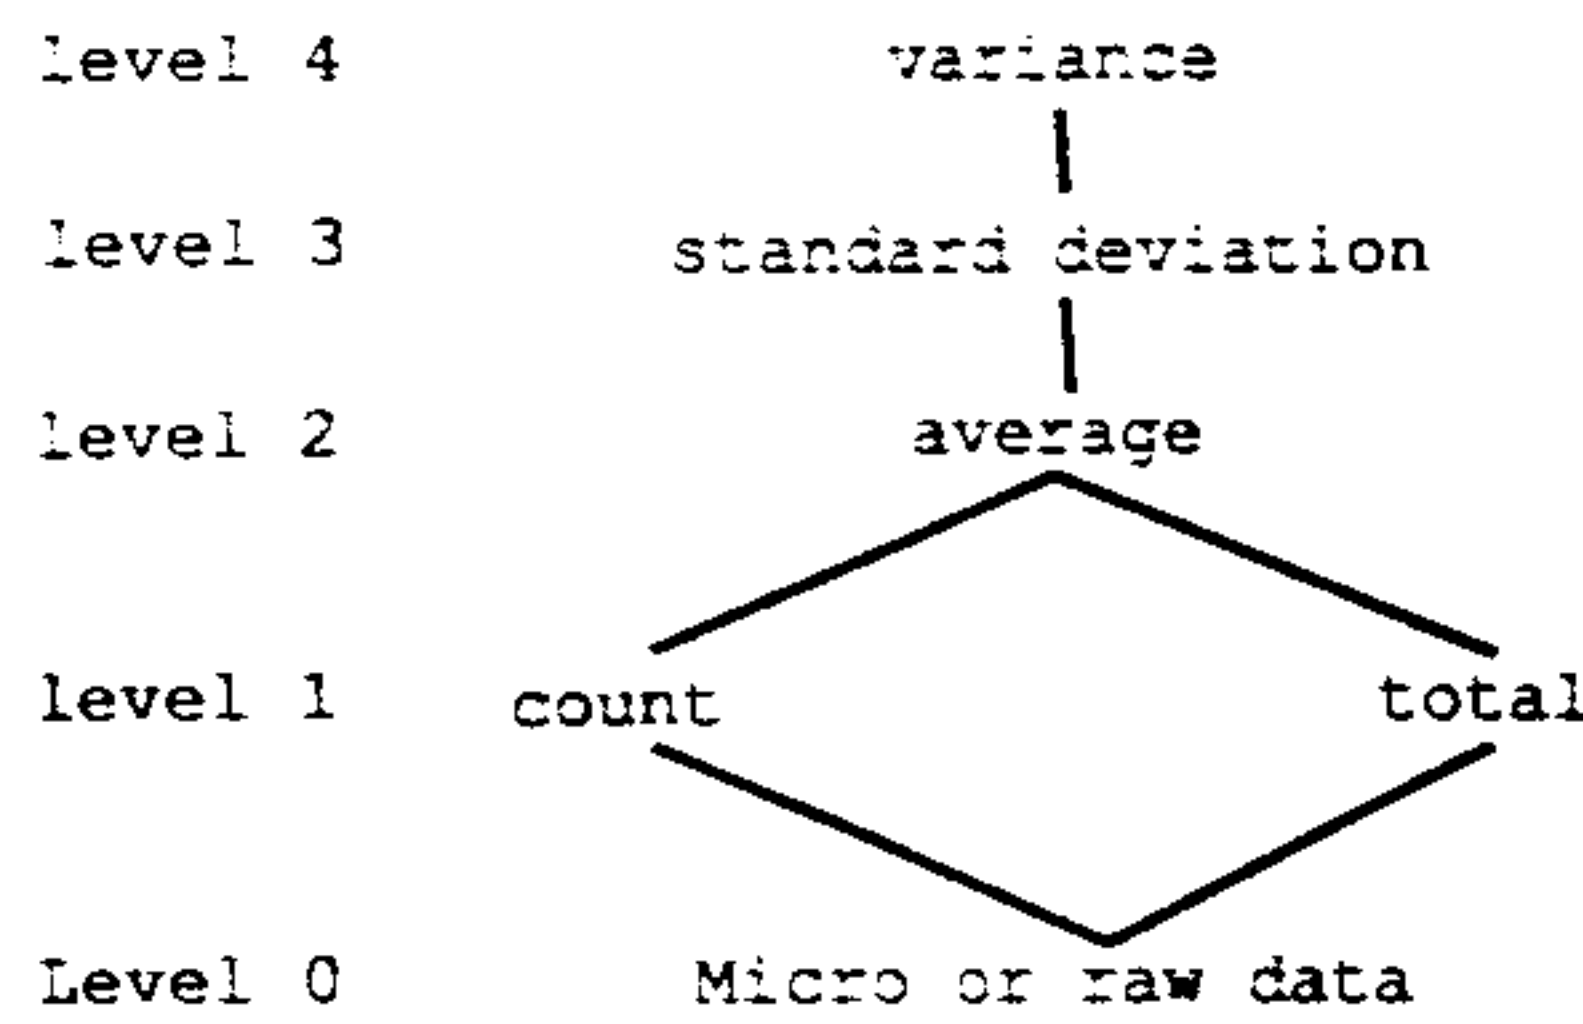 level 4 variance
level 3 standard deviation
level 2 average
level 1 count total
Level 0 Micro or raw data